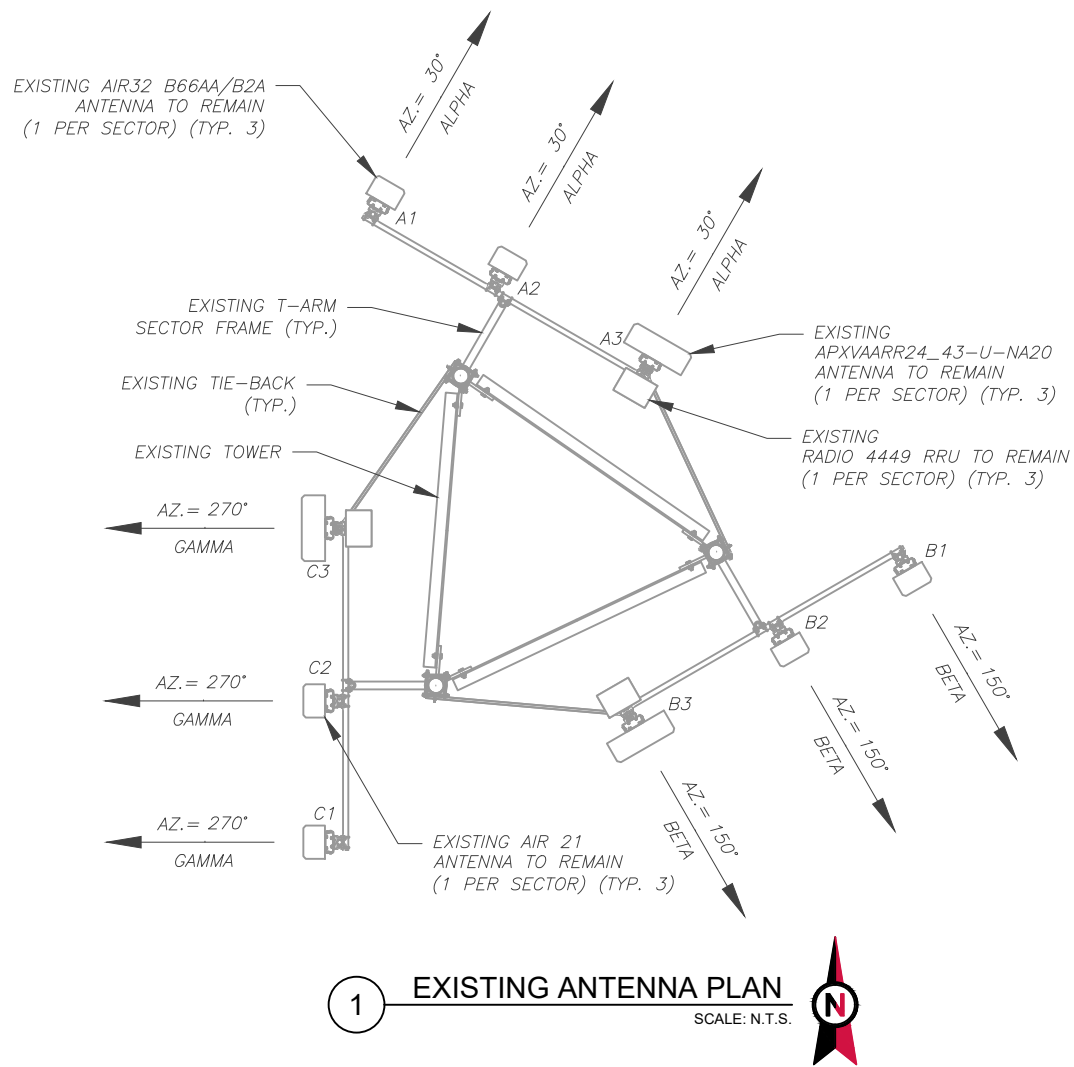 EXISTING AIR32 B66AA/B2A
ANTENNA TO REMAIN
(1 PER SECTOR) (TYP. 3)
AZ.= 30°
ALPHA
AZ.= 30°
ALPHA
AZ.= 30°
ALPHA
A1
A2
A3
EXISTING T-ARM
SECTOR FRAME (TYP.)
EXISTING
APXVAARR24_43-U-NA20
ANTENNA TO REMAIN
(1 PER SECTOR) (TYP. 3)
EXISTING TIE-BACK
(TYP.)
EXISTING TOWER
EXISTING
RADIO 4449 RRU TO REMAIN
(1 PER SECTOR) (TYP. 3)
AZ.= 270°
GAMMA
C3
B1
B2
B3
AZ.= 150°
BETA
AZ.= 150°
BETA
AZ.= 150°
BETA
C2
AZ.= 270°
GAMMA
C1
AZ.= 270°
GAMMA
EXISTING AIR 21
ANTENNA TO REMAIN
(1 PER SECTOR) (TYP. 3)
1
EXISTING ANTENNA PLAN
SCALE: N.T.S.
N